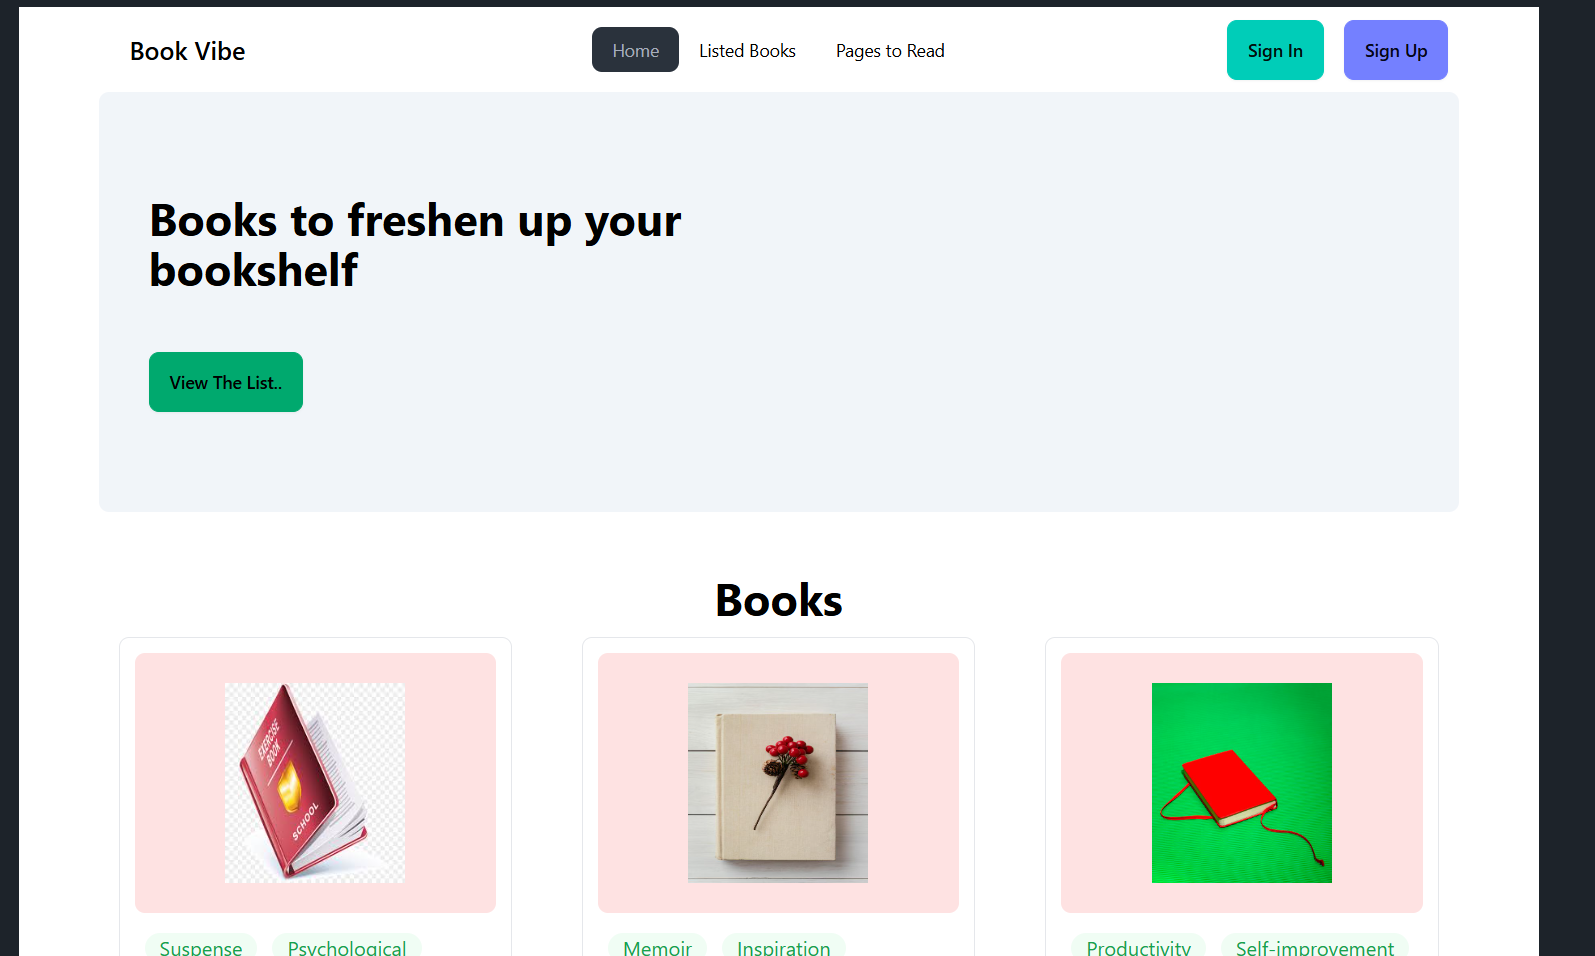 Book Vibe
Home
Listed Books
Pages to Read
Sign In
Sign Up
Books to freshen up your
bookshelf
View The List..
Books
EXERCISE
BOOK
SCHOOL
Suspense
Psychological
Memoir
Inspiration
Productivity
Self-improvement